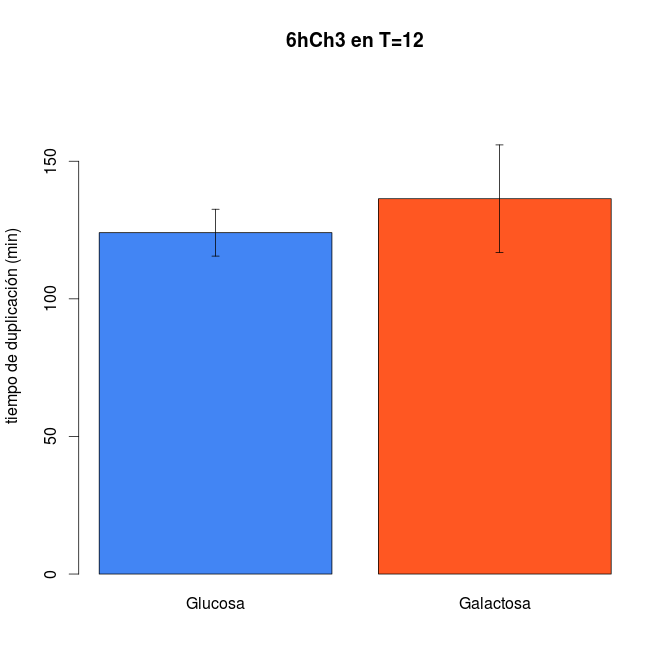 6hCh3 en T=12
tiempo de duplicación (min)
150
100
50
0
Glucosa
Galactosa